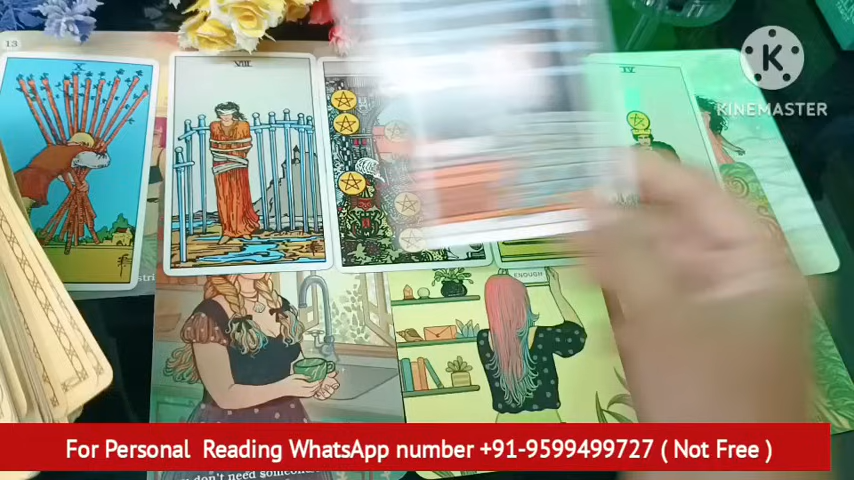 13
X
VIII
IV
KINEMASTER
ENOUGH
don't need someone
For Personal Reading WhatsApp number +91-9599499727 ( Not Free )